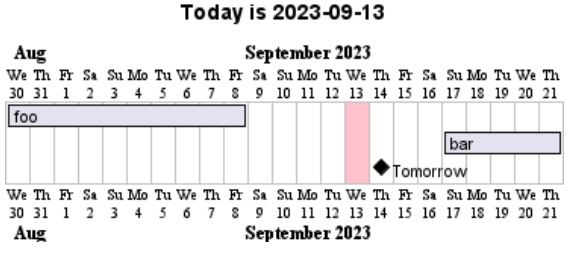 Today is 2023-09-13
Aug September 2023
We Th Fr Sa Su Mo Tu We Th Fr Sa Su Mo Tu We Th Fr Sa Su Mo Tu We Th
30 31 1 2 3 4 5 6 7 8 9 10 11 12 13 14 15 16 17 18 19 20 21
foo
bar
Tomorrow
We Th Fr Sa Su Mo Tu We Th Fr Sa Su Mo Tu We Th Fr Sa Su Mo Tu We Th
30 31 1 2 3 4 5 6 7 8 9 10 11 12 13 14 15 16 17 18 19 20 21
Aug September 2023